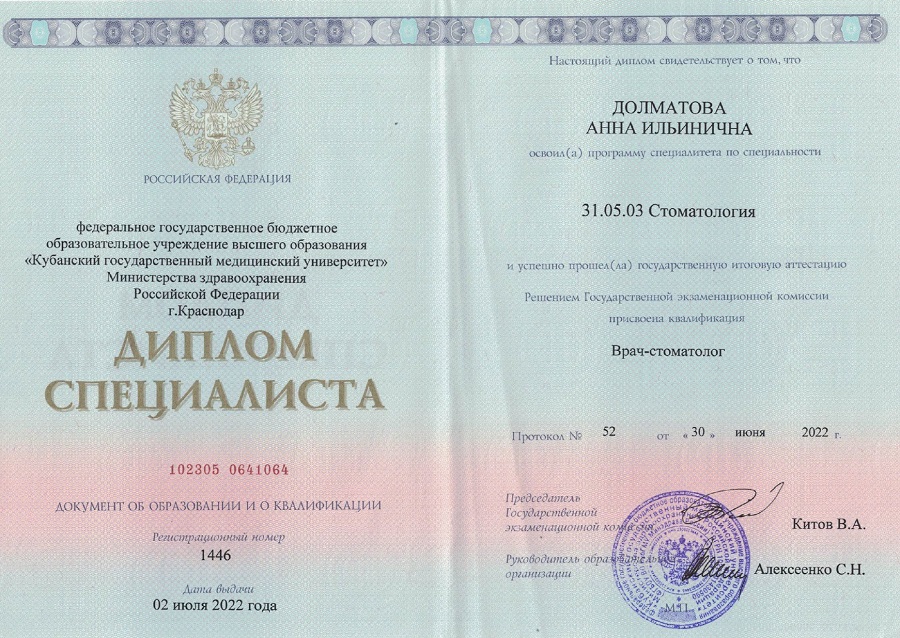 РОССИЙСКАЯ ФЕДЕРАЦИЯ
федеральное государственное бюджетное
образовательное учреждение высшего образования
«Кубанский государственный медицинский университет»
Министерства здравоохранения
Российской Федерации
г.Краснодар
ДИПЛОМ
СПЕЦИАЛИСТА
102305 0641064
ДОКУМЕНТ ОБ ОБРАЗОВАНИИ И О КВАЛИФИКАЦИИ
Регистрационный номер
1446
Дата выдачи
02 июля 2022 года
Настоящий диплом свидетельствует о том, что
ДОЛМАТОВА
АННА ИЛЬИНИЧНА
освоил(а) программу специалитета по специальности
31.05.03 Стоматология
и успешно прошел(ла) государственную итоговую аттестацию
Решением Государственной экзаменационной комиссии
присвоена квалификация
Врач-стоматолог
Протокол № 52 от « 30 » июня 2022 г.
Председатель
Государственной
экзаменационной комиссии
Китов В.А.
Руководитель образовательной
организации
Алексеенко С.Н.
М.П.